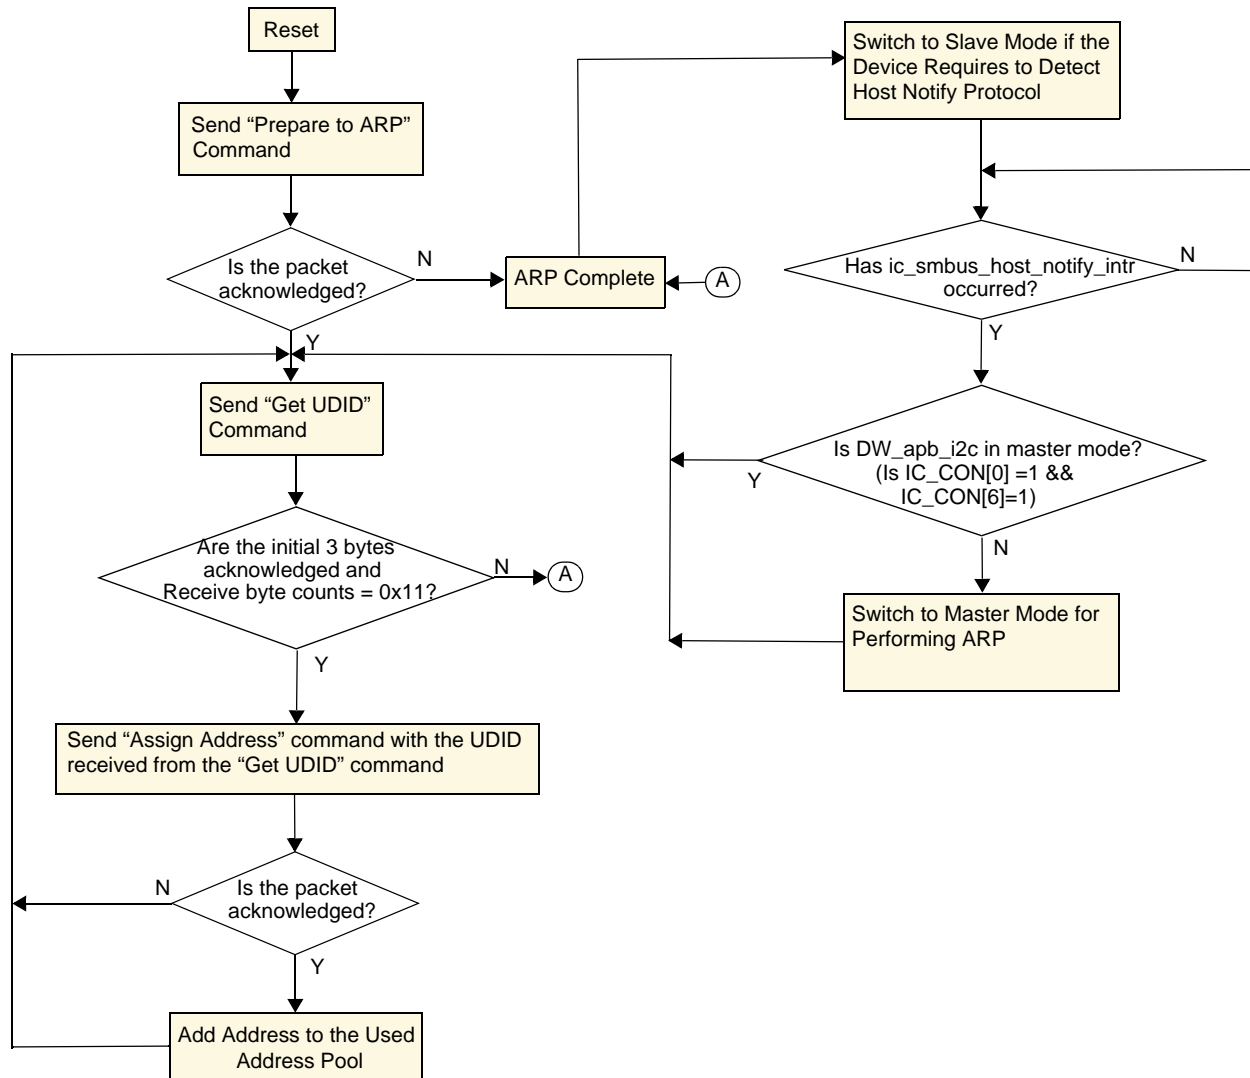 Reset
Send “Prepare to ARP”
Command
Is the packet
acknowledged?
N
Y
ARP Complete
A
Switch to Slave Mode if the
Device Requires to Detect
Host Notify Protocol
Has ic_smbus_host_notify_intr
occurred?
N
Y
Is DW_apb_i2c in master mode?
(Is IC_CON[0] =1 &&
IC_CON[6]=1)
Y
N
Switch to Master Mode for
Performing ARP
Send “Get UDID”
Command
Are the initial 3 bytes
acknowledged and
Receive byte counts = 0x11?
N
A
Y
Send “Assign Address” command with the UDID
received from the “Get UDID” command
Is the packet
acknowledged?
N
Y
Add Address to the Used
Address Pool